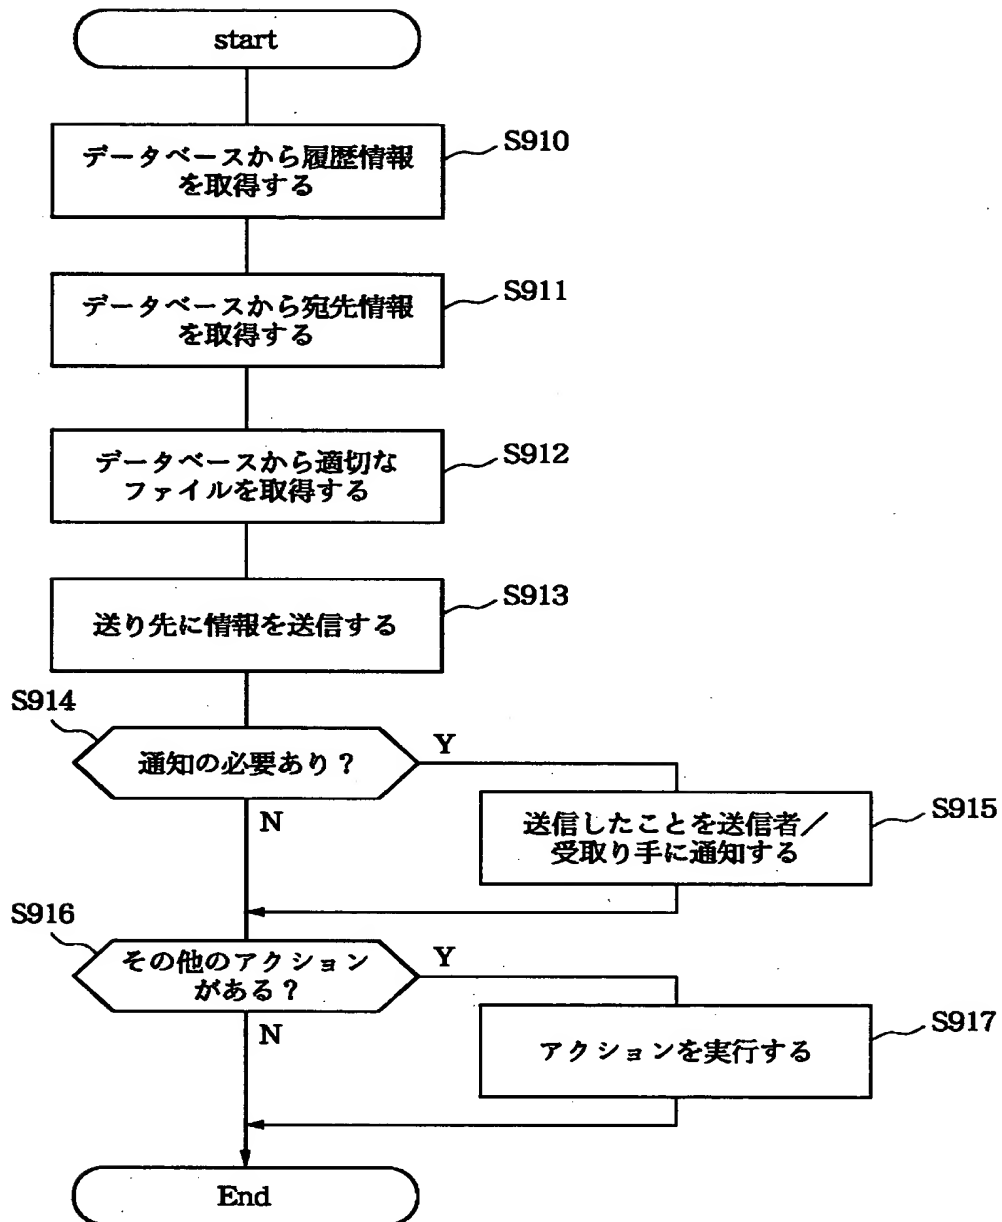 start
データベースから履歴情報
を取得する
S910
データベースから宛先情報
を取得する
S911
データベースから適切な
ファイルを取得する
S912
送り先に情報を送信する
S913
S914
通知の必要あり?
Y
N
送信したことを送信者/
受取り手に通知する
S915
S916
その他のアクション
がある?
Y
N
アクションを実行する
S917
End